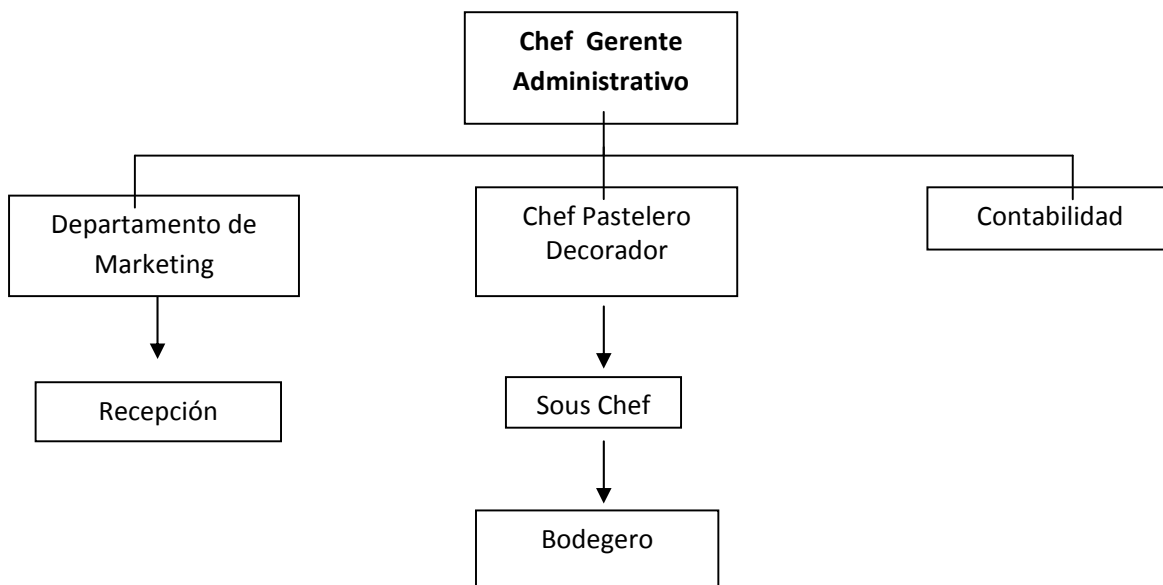 Chef Gerente
Administrativo
Departamento de
Marketing
Chef Pastelero
Decorador
Contabilidad
Recepción
Sous Chef
Bodegero